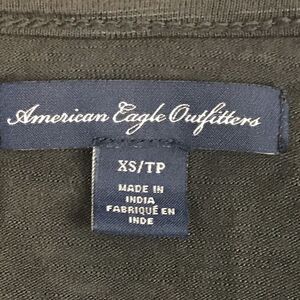 American Eagle Outfitters
XS/TP
MADE IN
INDIA
FABRIQUÉ EN
INDE